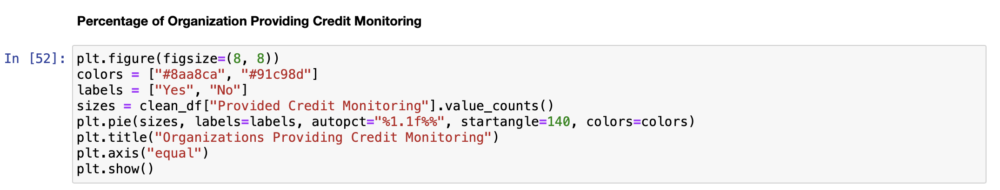 Percentage of Organization Providing Credit Monitoring
In [52]:
plt.figure(figsize=(8, 8))
colors = ["#8aa8ca", "#91c98d"]
labels = ["Yes", "No"]
sizes = clean_df["Provided Credit Monitoring"].value_counts()
plt.pie(sizes, labels=labels, autopct="%1.1f%%", startangle=140, colors=colors)
plt.title("Organizations Providing Credit Monitoring")
plt.axis("equal")
plt.show()